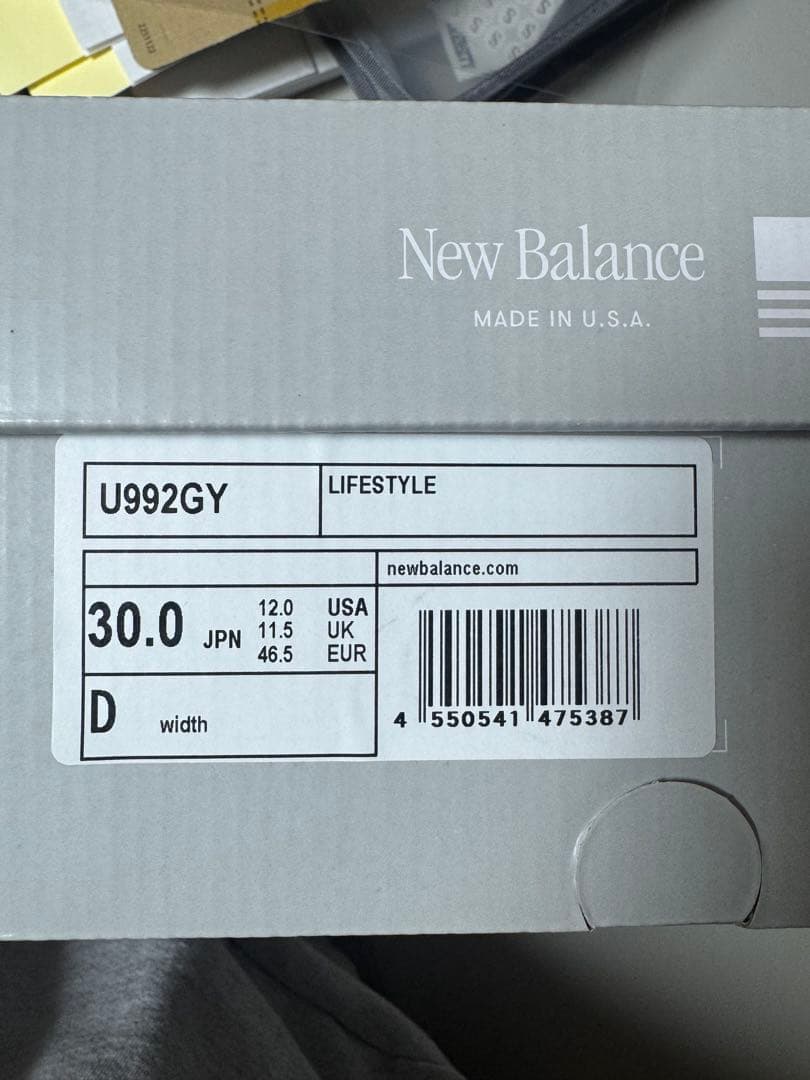 New Balance
MADE IN U.S.A.
U992GY
LIFESTYLE
newbalance.com
30.0 JPN
12.0 USA
11.5 UK
46.5 EUR
D width
4 550541 475387